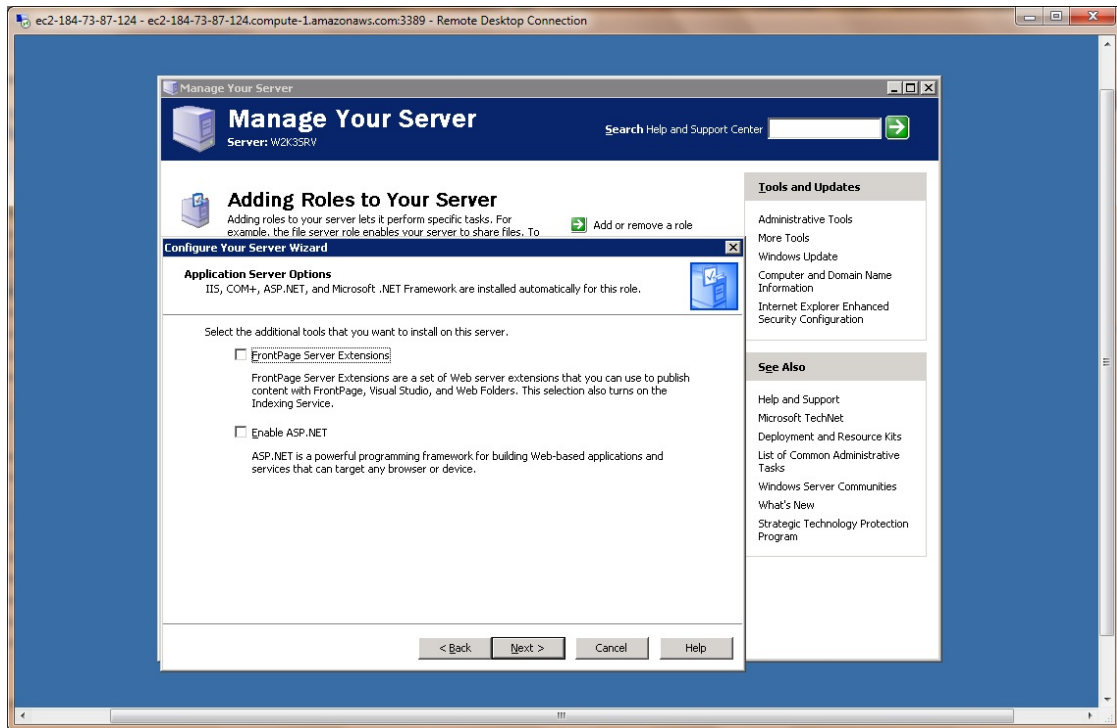 ec2-184-73-87-124 - ec2-184-73-87-124.compute-1.amazonaws.com:3389 - Remote Desktop Connection
Manage Your Server
Manage Your Server
Server: W2K3SRV
Search Help and Support Center
Adding Roles to Your Server
Adding roles to your server lets it perform specific tasks. For
example, the file server role enables your server to share files. To
Add or remove a role
Configure Your Server Wizard
Application Server Options
IIS, COM+, ASP.NET, and Microsoft .NET Framework are installed automatically for this role.
Select the additional tools that you want to install on this server.
FrontPage Server Extensions
FrontPage Server Extensions are a set of Web server extensions that you can use to publish
content with FrontPage, Visual Studio, and Web Folders. This selection also turns on the
Indexing Service.
Enable ASP.NET
ASP.NET is a powerful programming framework for building Web-based applications and
services that can target any browser or device.
< Back
Next >
Cancel
Help
Tools and Updates
Administrative Tools
More Tools
Windows Update
Computer and Domain Name
Information
Internet Explorer Enhanced
Security Configuration
See Also
Help and Support
Microsoft TechNet
Deployment and Resource Kits
List of Common Administrative
Tasks
Windows Server Communities
What's New
Strategic Technology Protection
Program